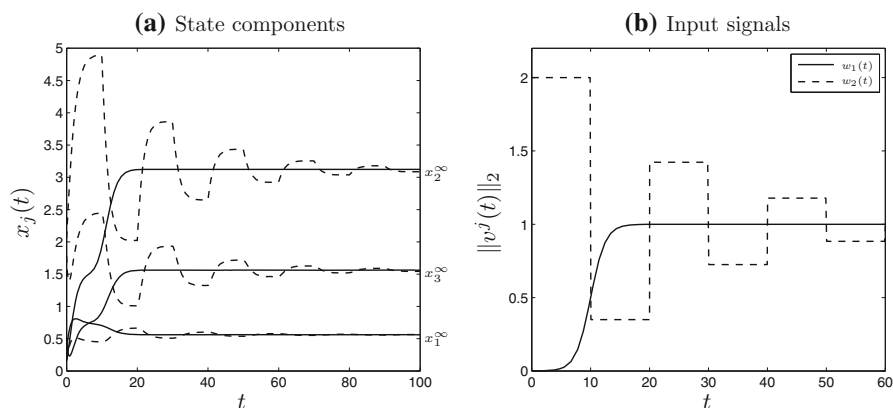 (a) State components
5
4.5
4
3.5
3
2.5
2
1.5
1
0.5
0
x_j(t)
0 20 40 60 80 100
t
x_2^∞
x_3^∞
x_1^∞
(b) Input signals
2
1.5
1
0.5
0
‖v^j(t)‖_2
0 10 20 30 40 50 60
t
w_1(t)
w_2(t)